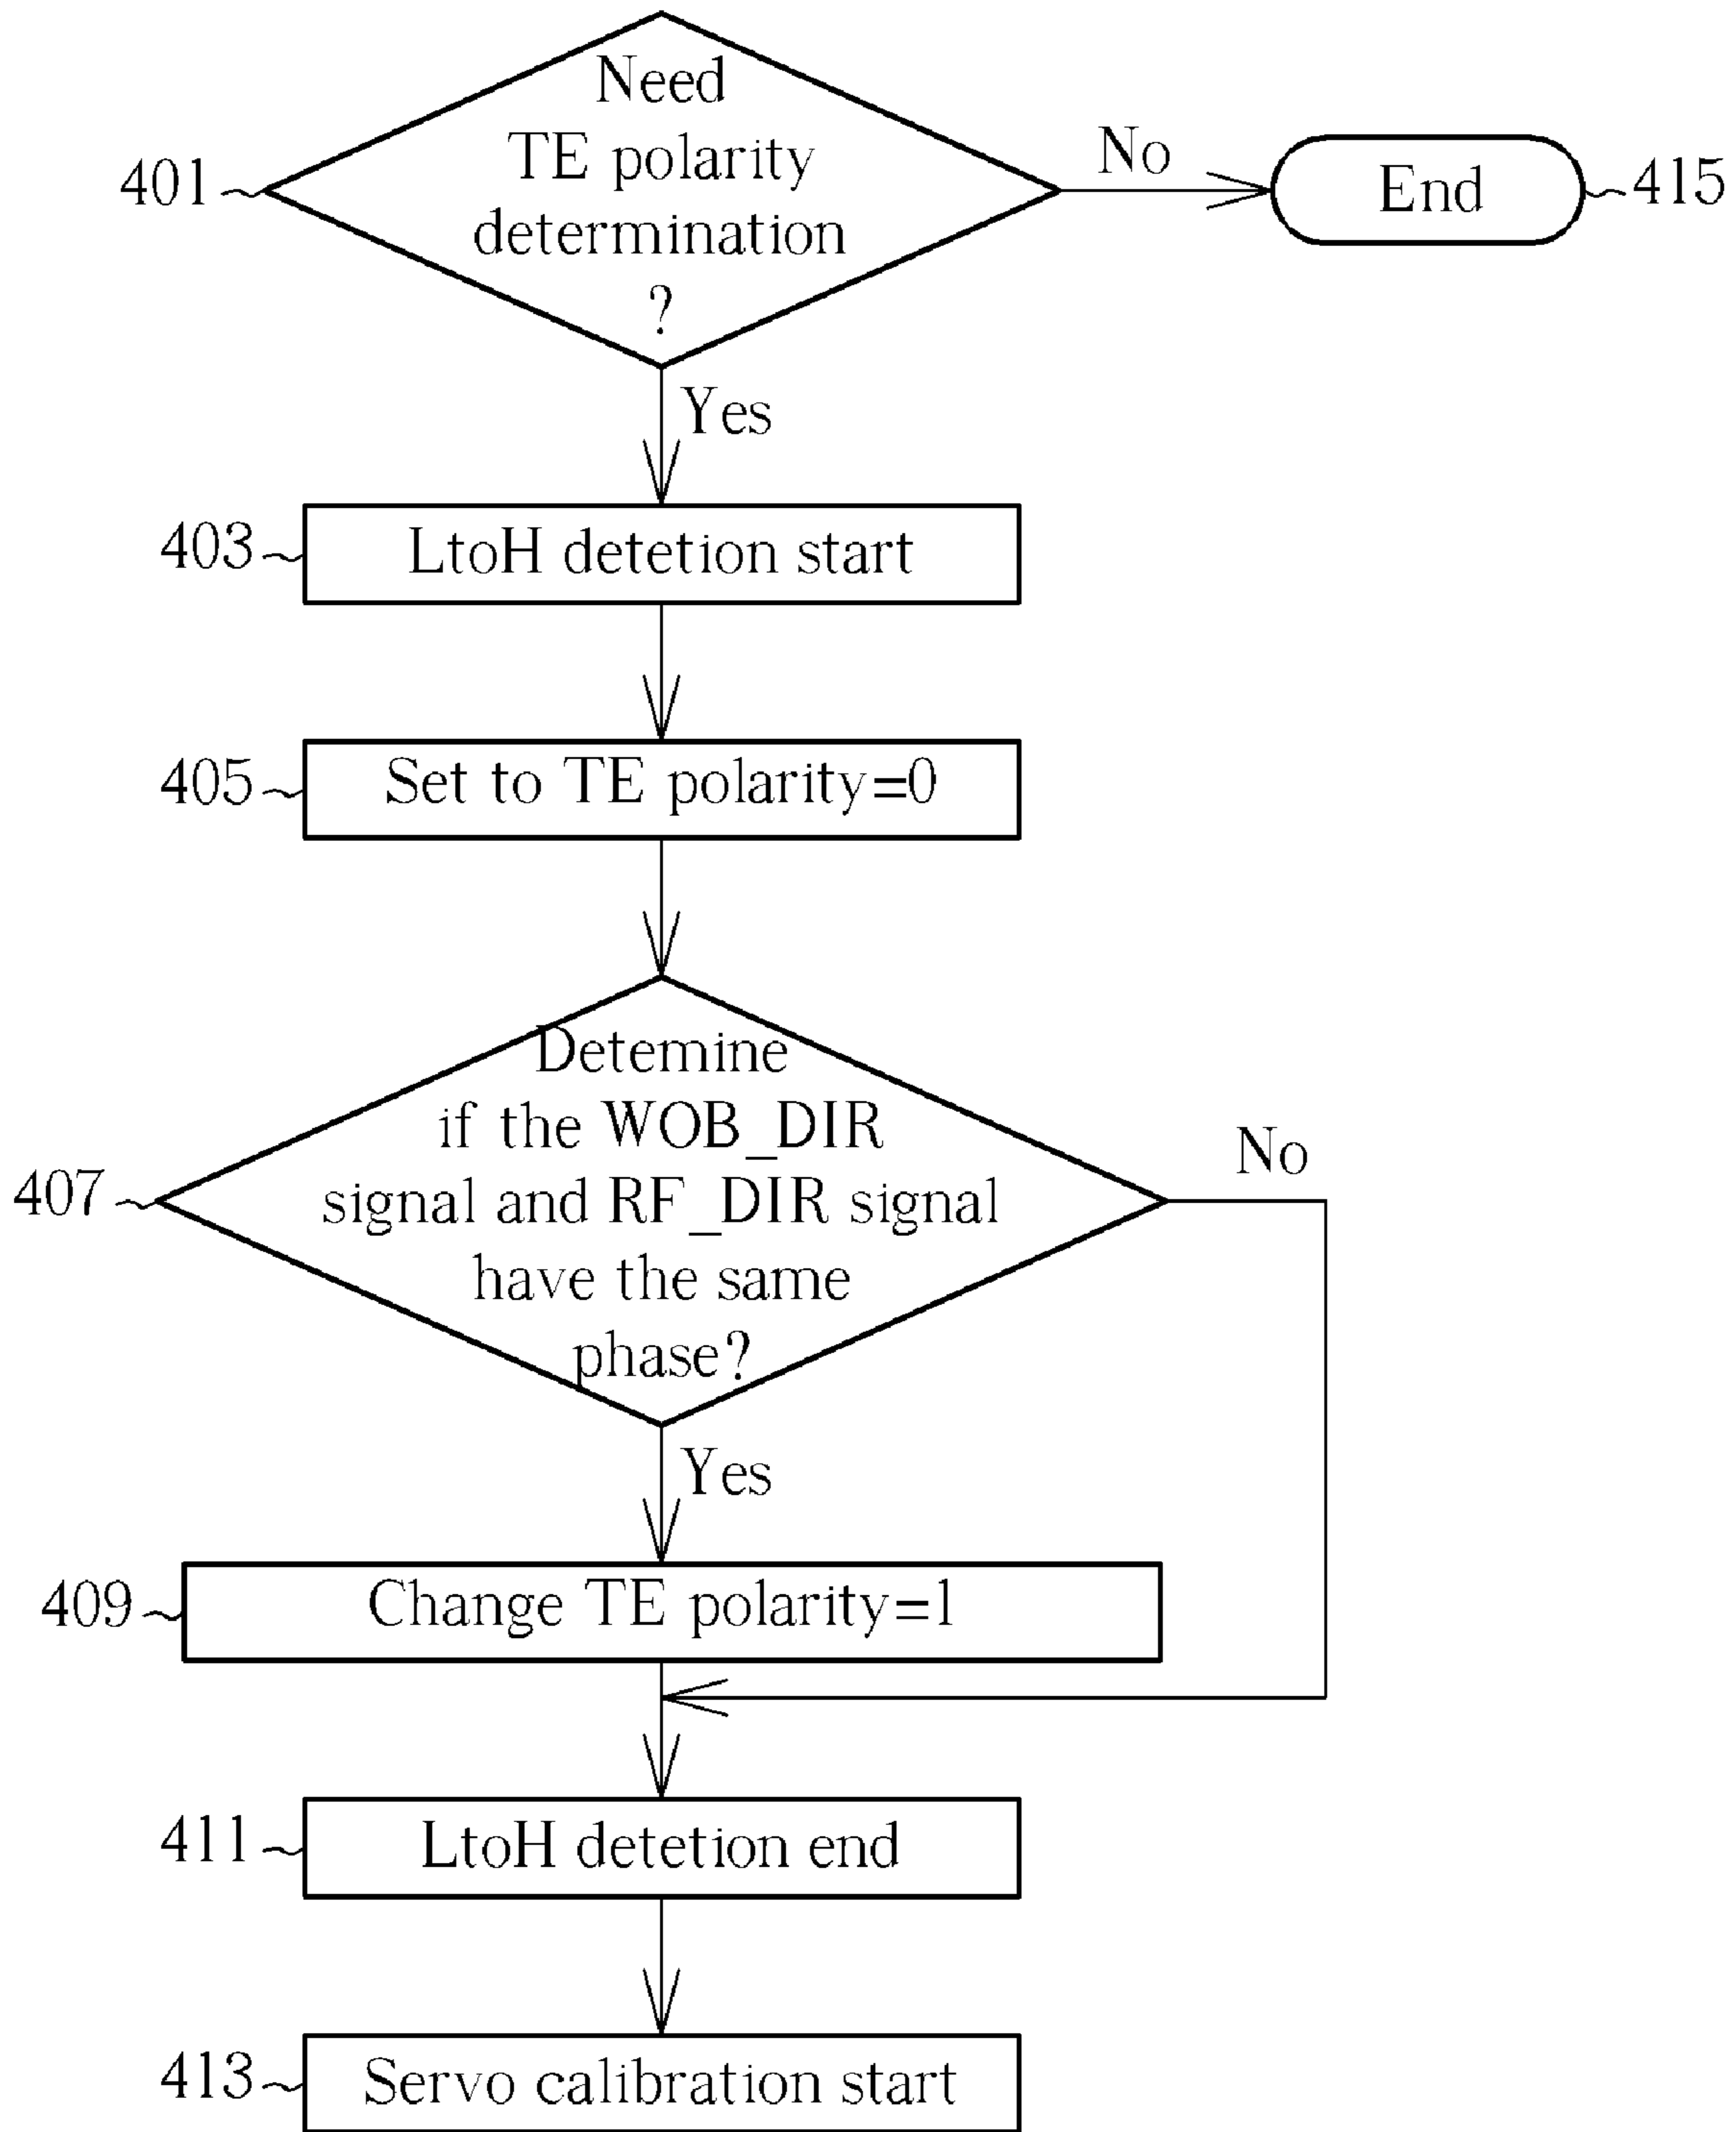 Need
TE polarity
determination
?
401
No
End
415
Yes
403
LtoH detetion start
405
Set to TE polarity=0
Detemine
if the WOB_DIR
signal and RF_DIR signal
have the same
phase?
407
No
Yes
409
Change TE polarity=1
411
LtoH detetion end
413
Servo calibration start